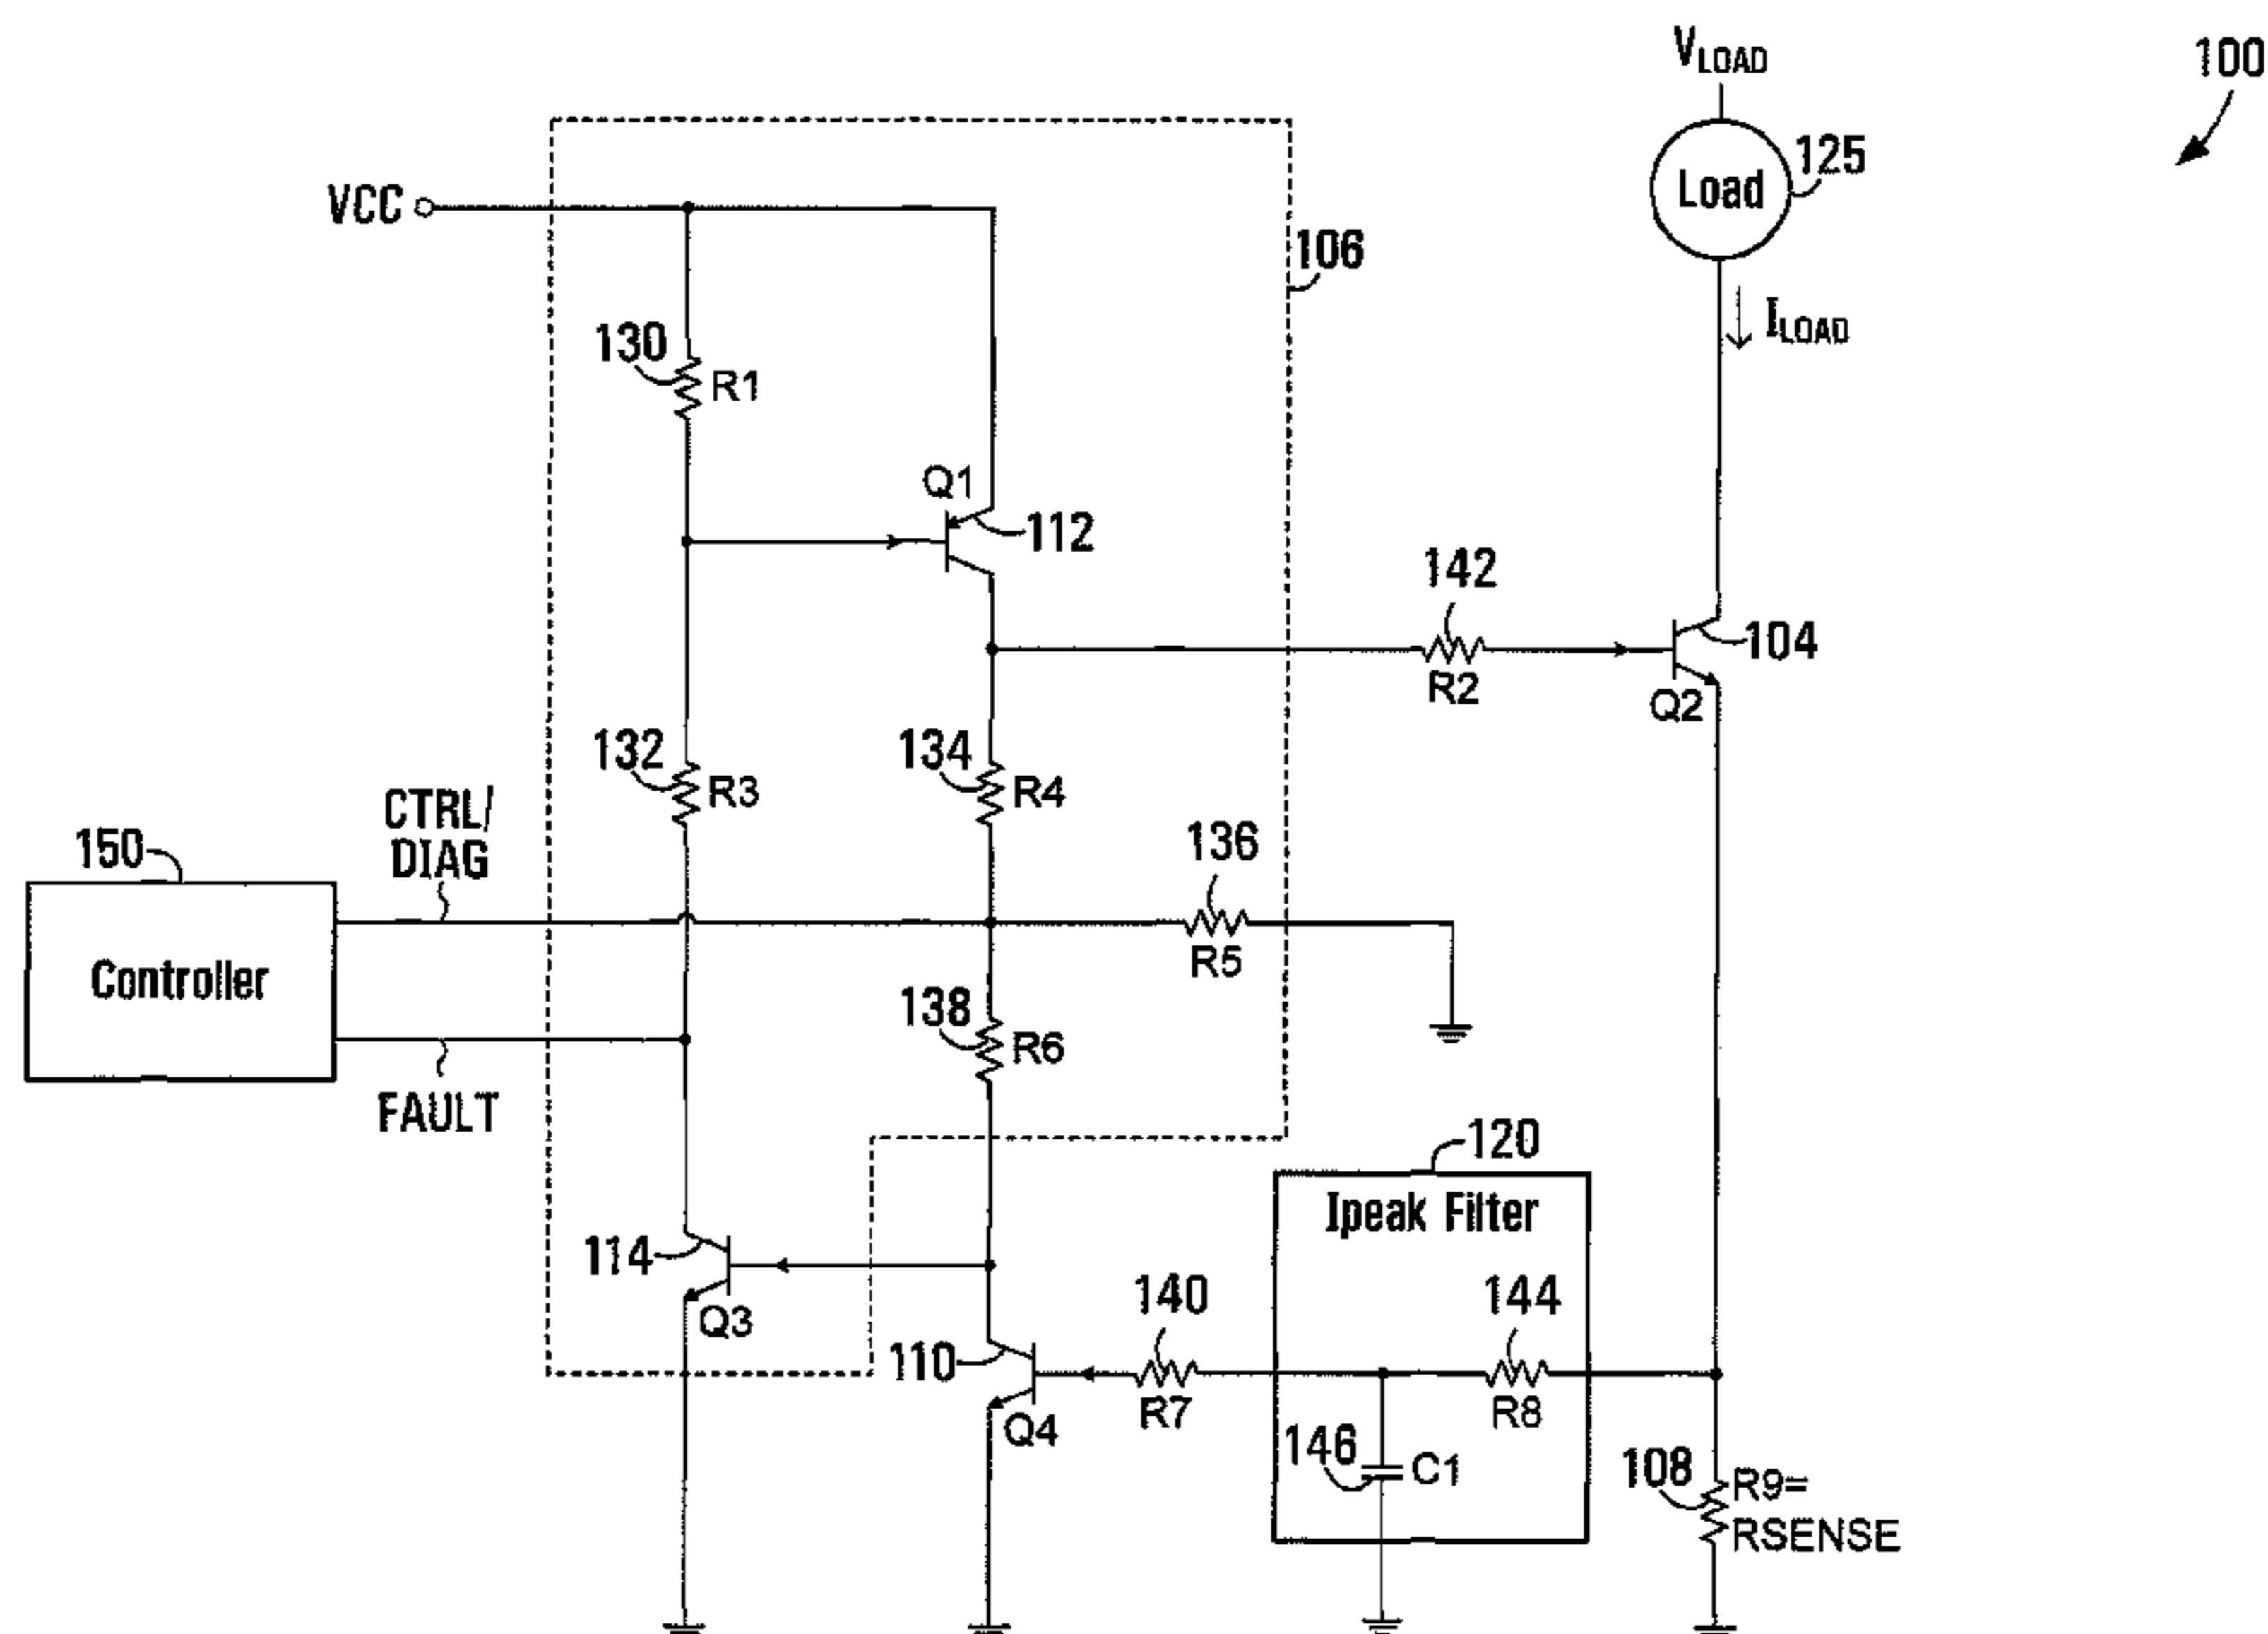 V_LOAD
100
125
Load
VCC
106
I_LOAD
130
R1
Q1
112
142
R2
104
Q2
132
R3
134
R4
CTRL/
DIAG
150
136
R5
Controller
138
R6
FAULT
120
Ipeak Filter
114
Q3
140
R7
144
R8
110
Q4
146
C1
108
R9=
RSENSE